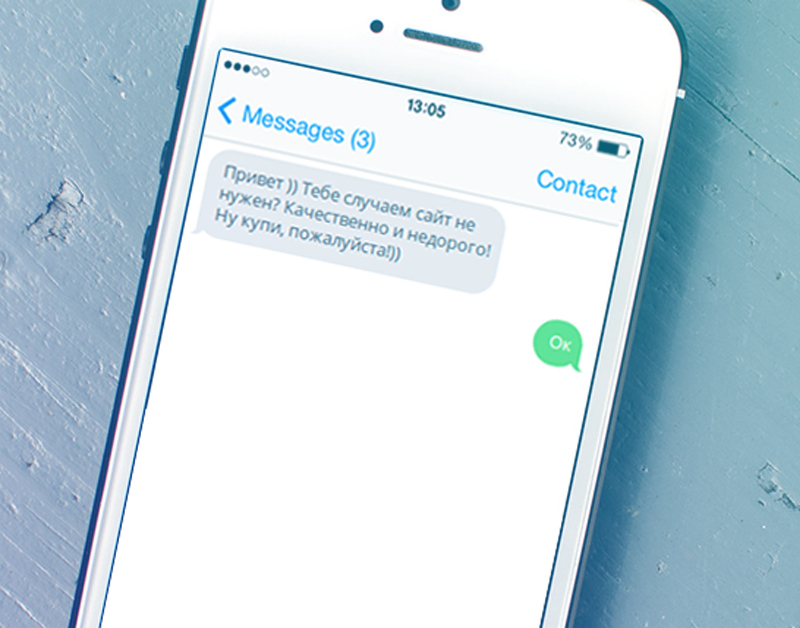 13:05
73%
Messages (3)
Contact
Привет )) Тебе случаем сайт не
нужен? Качественно и недорого!
Ну купи, пожалуйста!))
Ок